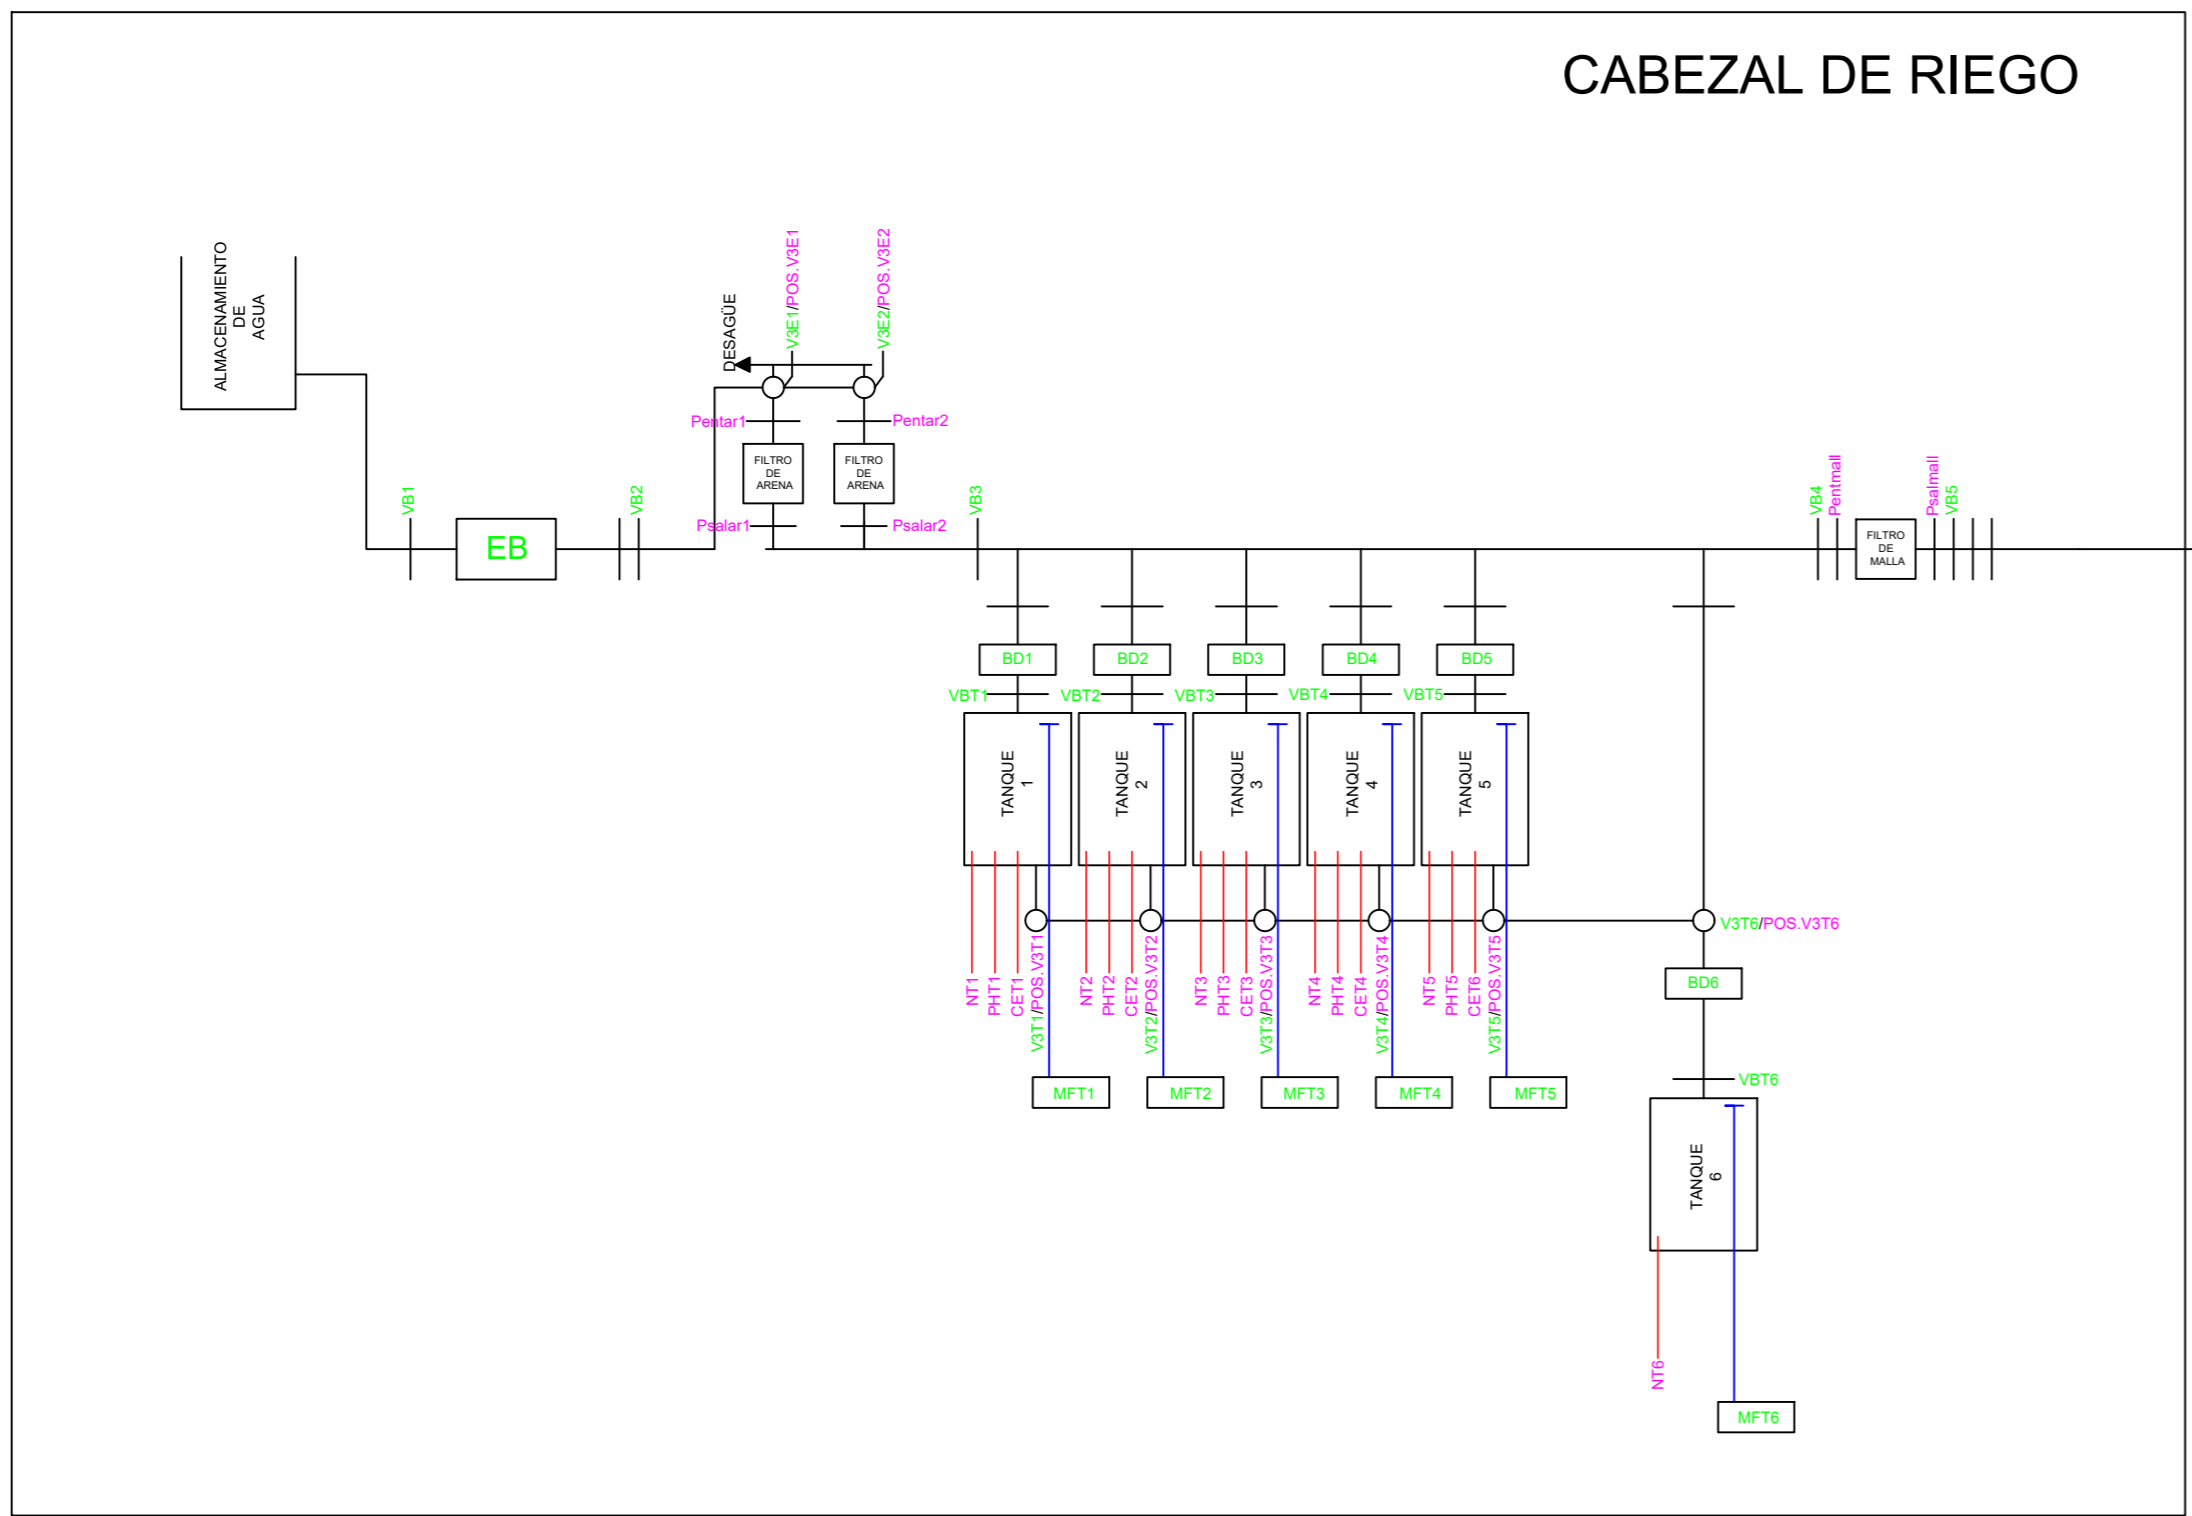 CABEZAL DE RIEGO
ALMACENAMIENTO
DE
AGUA
DESAGÜE
V3E1/POS.V3E1
V3E2/POS.V3E2
Pentar1
Pentar2
FILTRO
DE
ARENA
FILTRO
DE
ARENA
Psalar1
Psalar2
VB1
EB
VB2
VB3
VB4
Pentmall
FILTRO
DE
MALLA
Psalmall
VB5
BD1
BD2
BD3
BD4
BD5
VBT1
VBT2
VBT3
VBT4
VBT5
TANQUE
1
TANQUE
2
TANQUE
3
TANQUE
4
TANQUE
5
NT1
PHT1
CET1
V3T1/POS.V3T1
NT2
PHT2
CET2
V3T2/POS.V3T2
NT3
PHT3
CET3
V3T3/POS.V3T3
NT4
PHT4
CET4
V3T4/POS.V3T4
NT5
PHT5
CET6
V3T5/POS.V3T5
V3T6/POS.V3T6
BD6
MFT1
MFT2
MFT3
MFT4
MFT5
VBT6
TANQUE
6
NT6
MFT6